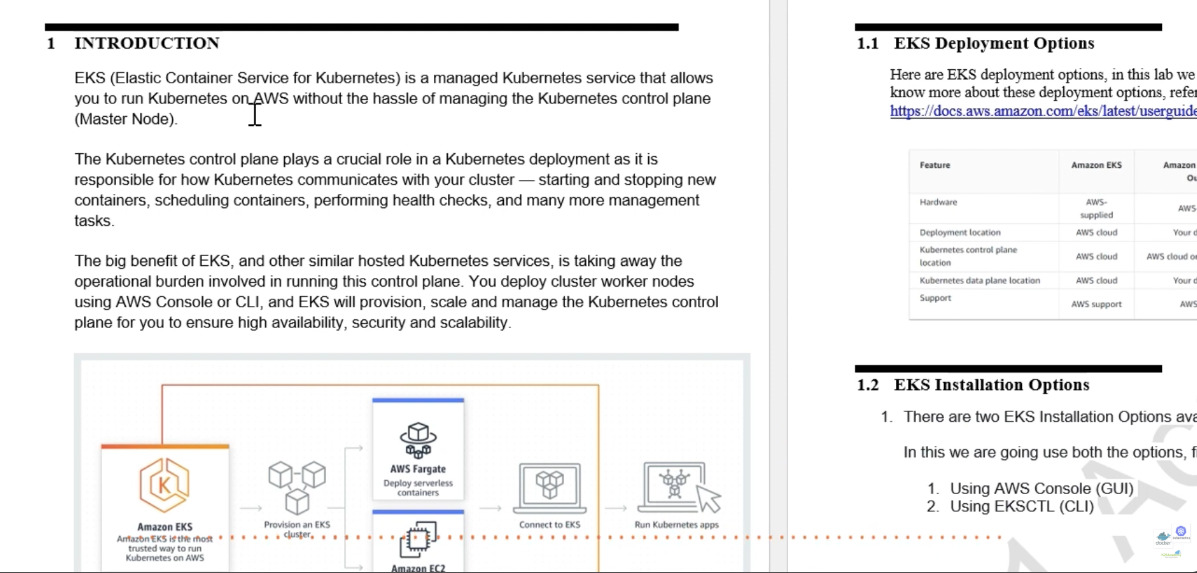 1 INTRODUCTION
EKS (Elastic Container Service for Kubernetes) is a managed Kubernetes service that allows
you to run Kubernetes on AWS without the hassle of managing the Kubernetes control plane
(Master Node).
The Kubernetes control plane plays a crucial role in a Kubernetes deployment as it is
responsible for how Kubernetes communicates with your cluster — starting and stopping new
containers, scheduling containers, performing health checks, and many more management
tasks.
The big benefit of EKS, and other similar hosted Kubernetes services, is taking away the
operational burden involved in running this control plane. You deploy cluster worker nodes
using AWS Console or CLI, and EKS will provision, scale and manage the Kubernetes control
plane for you to ensure high availability, security and scalability.
Amazon EKS
Amazon EKS is the most
trusted way to run
Kubernetes on AWS
Provision an EKS
cluster
AWS Fargate
Deploy serverless
containers
Amazon EC2
Connect to EKS
Run Kubernetes apps
1.1 EKS Deployment Options
Here are EKS deployment options, in this lab we
know more about these deployment options, refer
https://docs.aws.amazon.com/eks/latest/userguide
Feature Amazon EKS Amazon
Ou
Hardware AWS-
supplied AWS
Deployment location AWS cloud Your d
Kubernetes control plane
location AWS cloud AWS cloud o
Kubernetes data plane location AWS cloud Your d
Support AWS support AWS
1.2 EKS Installation Options
1. There are two EKS Installation Options ava
In this we are going use both the options, fi
1. Using AWS Console (GUI)
2. Using EKSCTL (CLI)